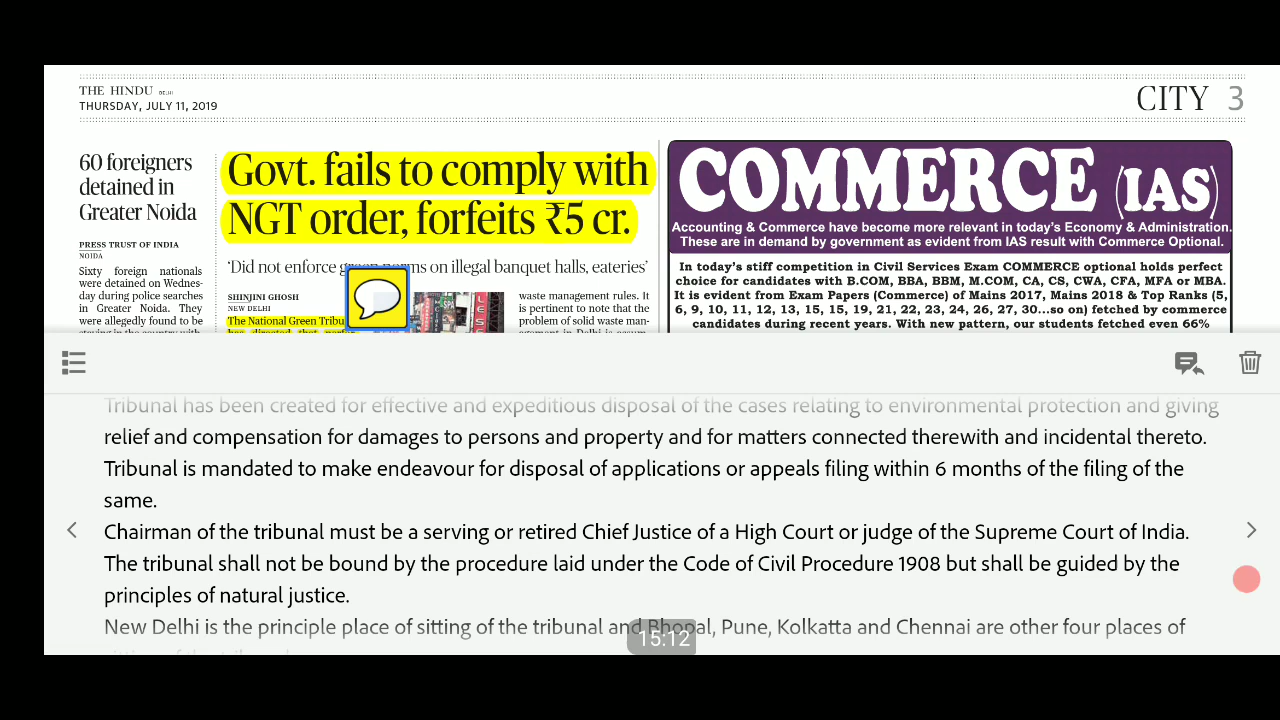 THE HINDU DELHI
THURSDAY, JULY 11, 2019
CITY 3
60 foreigners
detained in
Greater Noida
PRESS TRUST OF INDIA
NOIDA
Sixty foreign nationals
were detained on Wednes-
day during police searches
in Greater Noida. They
were allegedly found to be
Govt. fails to comply with
NGT order, forfeits ₹5 cr.
‘Did not enforce green norms on illegal banquet halls, eateries’
SHINJINI GHOSH
NEW DELHI
The National Green Tribu
waste management rules. It
is pertinent to note that the
problem of solid waste man-
COMMERCE (IAS)
Accounting & Commerce have become more relevant in today's Economy & Administration.
These are in demand by government as evident from IAS result with Commerce Optional.
In today's stiff competition in Civil Services Exam COMMERCE optional holds perfect
choice for candidates with B.COM, BBA, BBM, M.COM, CA, CS, CWA, CFA, MFA or MBA.
It is evident from Exam Papers (Commerce) of Mains 2017, Mains 2018 & Top Ranks (5,
6, 9, 10, 11, 12, 13, 15, 15, 19, 21, 22, 23, 24, 26, 27, 30...so on) fetched by commerce
candidates during recent years. With new pattern, our students fetched even 66%
Tribunal has been created for effective and expeditious disposal of the cases relating to environmental protection and giving
relief and compensation for damages to persons and property and for matters connected therewith and incidental thereto.
Tribunal is mandated to make endeavour for disposal of applications or appeals filing within 6 months of the filing of the
same.
Chairman of the tribunal must be a serving or retired Chief Justice of a High Court or judge of the Supreme Court of India.
The tribunal shall not be bound by the procedure laid under the Code of Civil Procedure 1908 but shall be guided by the
principles of natural justice.
New Delhi is the principle place of sitting of the tribunal and Bhopal, Pune, Kolkatta and Chennai are other four places of
15:12